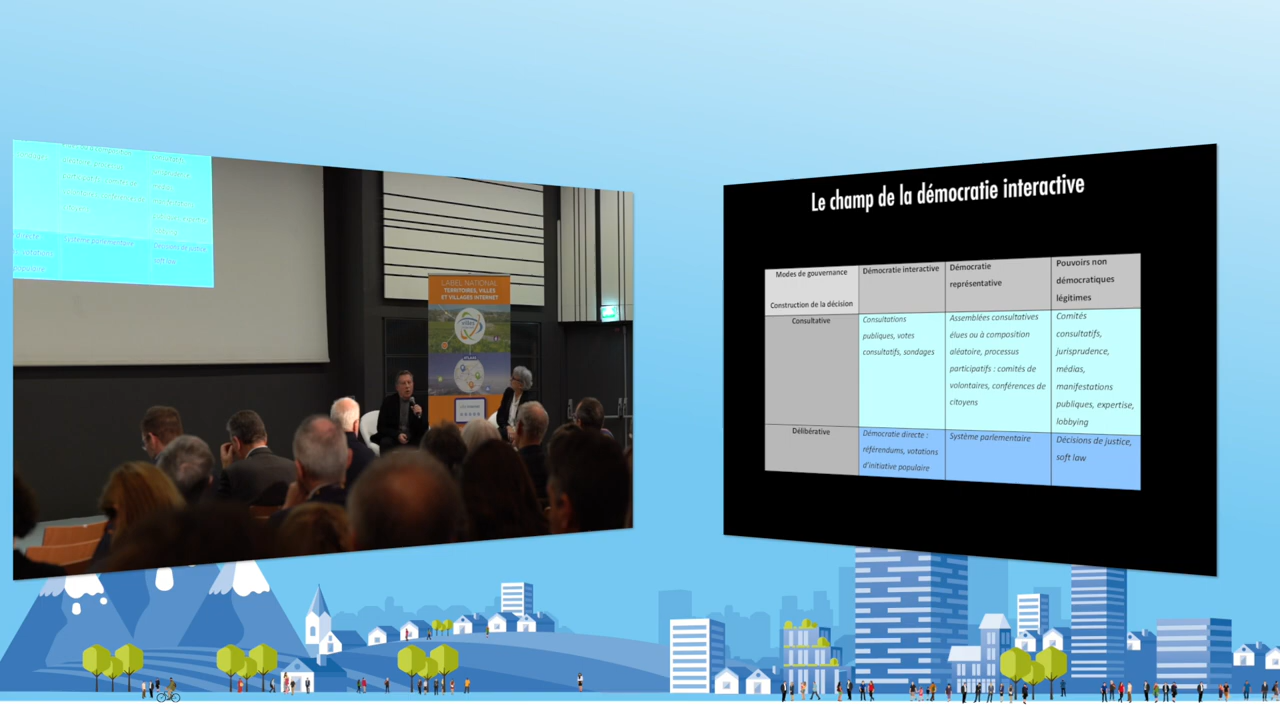 LABEL NATIONAL
TERRITOIRES, VILLES
ET VILLAGES INTERNET
Le champ de la démocratie interactive
Modes de gouvernance
Construction de la décision
Démocratie interactive
Démocratie
représentative
Pouvoirs non
démocratiques
légitimes
Consultative
Consultations
publiques, votes
consultatifs, sondages
Assemblées consultatives
élues ou à composition
aléatoire, processus
participatifs : comités de
volontaires, conférences de
citoyens
Comités
consultatifs,
jurisprudence,
médias,
manifestations
publiques, expertise,
lobbying
Délibérative
Démocratie directe :
référendums, votations
d'initiative populaire
Système parlementaire
Décisions de justice,
soft law